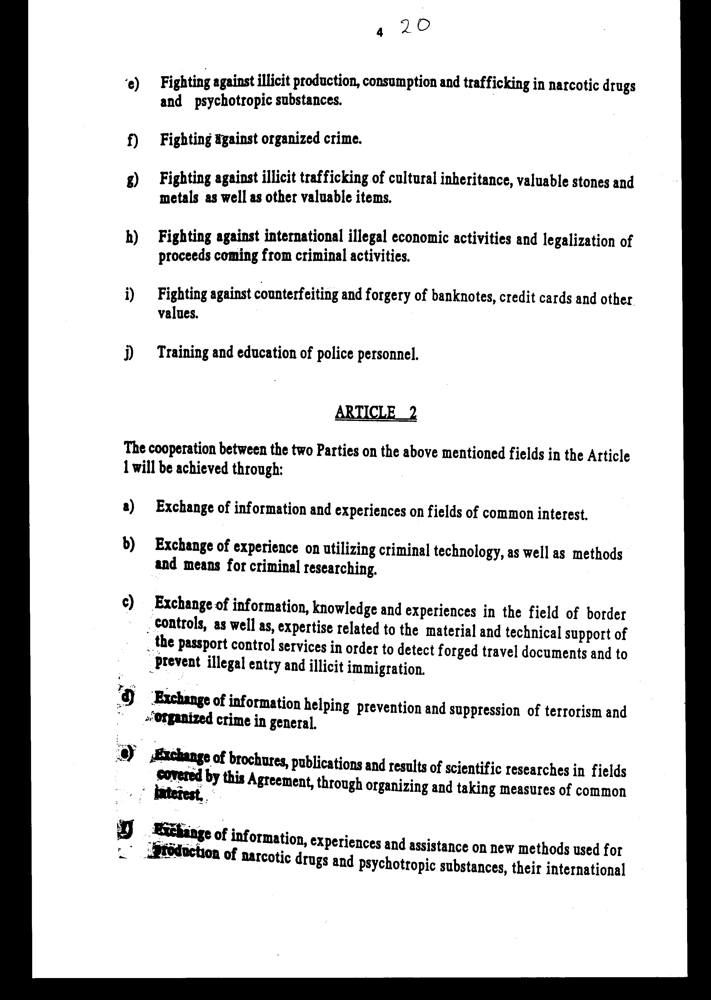 4 20
e) Fighting against illicit production, consumption and trafficking in narcotic drugs
and psychotropic substances.
f) Fighting against organized crime.
g) Fighting against illicit trafficking of cultural inheritance, valuable stones and
metals as well as other valuable items.
h) Fighting against international illegal economic activities and legalization of
proceeds coming from criminal activities.
i) Fighting against counterfeiting and forgery of banknotes, credit cards and other
values.
j) Training and education of police personnel.
ARTICLE 2
The cooperation between the two Parties on the above mentioned fields in the Article
1 will be achieved through:
a) Exchange of information and experiences on fields of common interest.
b) Exchange of experience on utilizing criminal technology, as well as methods
and means for criminal researching.
c) Exchange of information, knowledge and experiences in the field of border
controls, as well as, expertise related to the material and technical support of
the passport control services in order to detect forged travel documents and to
prevent illegal entry and illicit immigration.
d) Exchange of information helping prevention and suppression of terrorism and
organized crime in general.
e) Exchange of brochures, publications and results of scientific researches in fields
covered by this Agreement, through organizing and taking measures of common
interest.
f) Exchange of information, experiences and assistance on new methods used for
production of narcotic drugs and psychotropic substances, their international